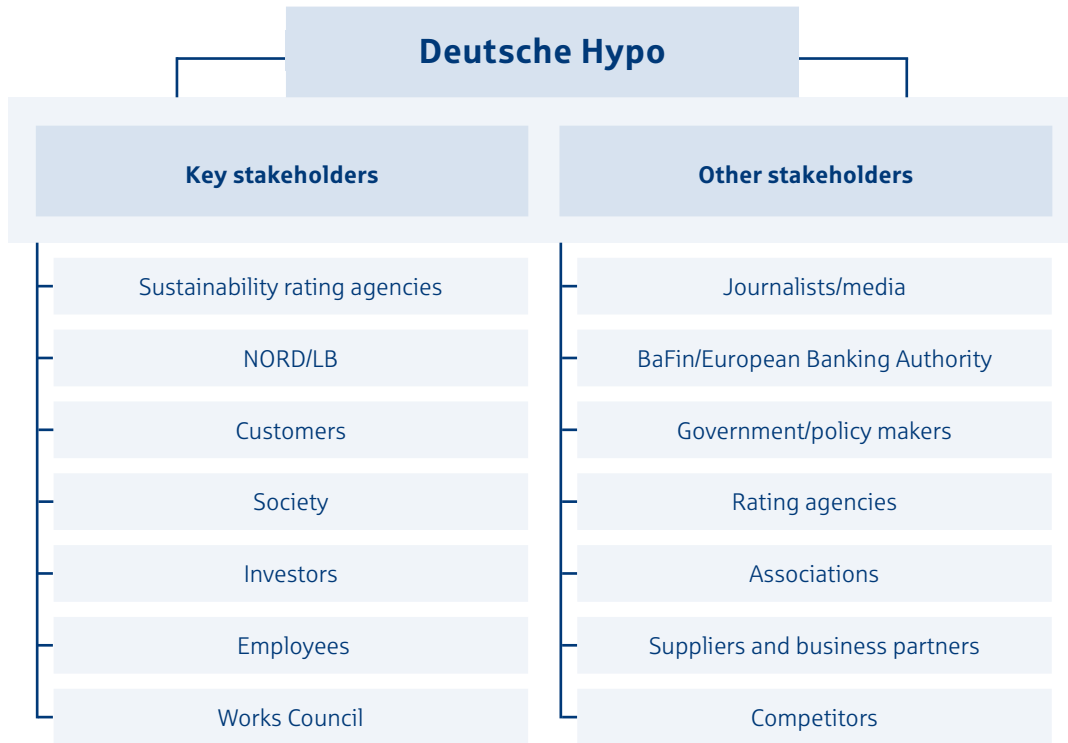 Deutsche Hypo
Key stakeholders
Sustainability rating agencies
NORD/LB
Customers
Society
Investors
Employees
Works Council
Other stakeholders
Journalists/media
BaFin/European Banking Authority
Government/policy makers
Rating agencies
Associations
Suppliers and business partners
Competitors